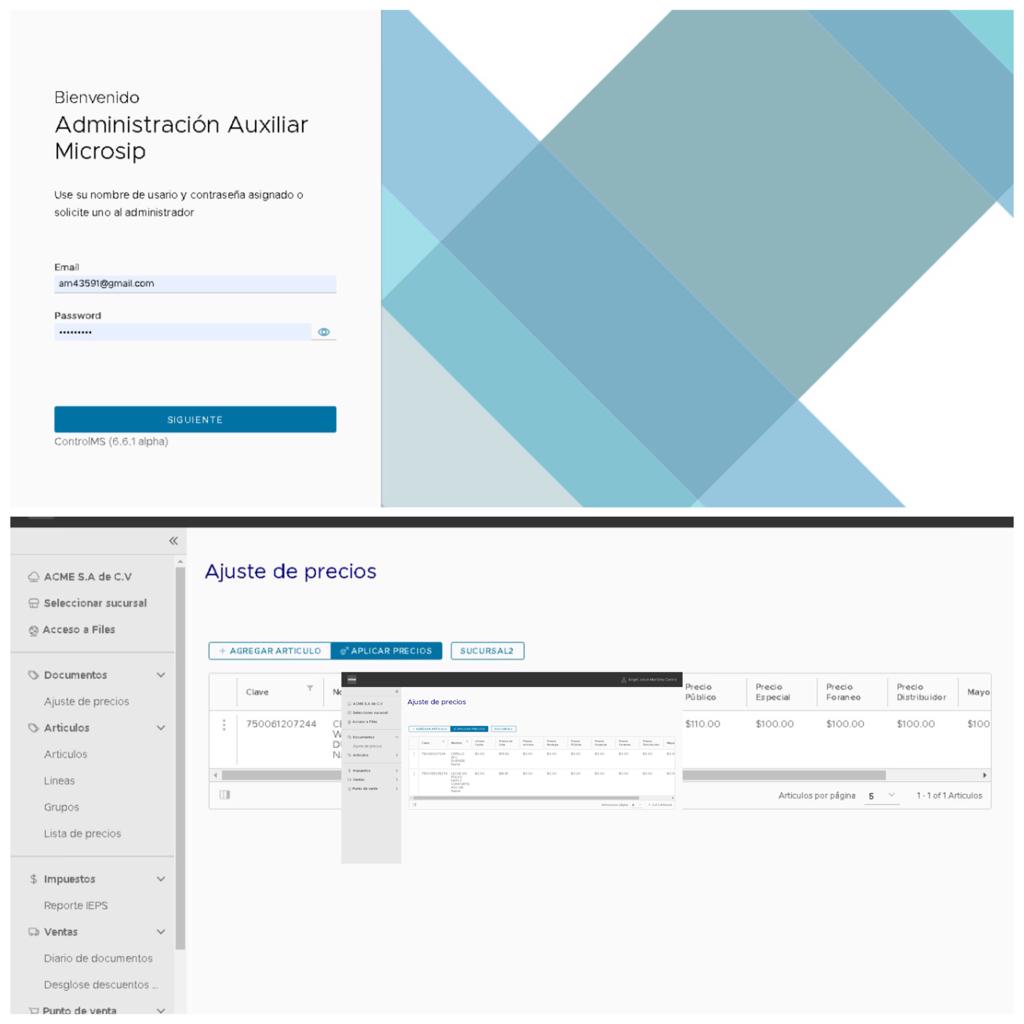 Bienvenido
Administración Auxiliar
Microsip
Use su nombre de usario y contraseña asignado o
solicite uno al administrador
Email
am43591@gmail.com
Password
•••••••••
SIGUIENTE
ControlMS (6.6.1 alpha)
ACME S.A de C.V
Seleccionar sucursal
Acceso a Files
Documentos
Ajuste de precios
Articulos
Articulos
Lineas
Grupos
Lista de precios
$ Impuestos
Reporte IEPS
Ventas
Diario de documentos
Desglose descuentos ...
Punto de venta
Ajuste de precios
+ AGREGAR ARTICULO APLICAR PRECIOS SUCURSAL2
Clave
Precio Público
Precio Especial
Precio Foraneo
Precio Distribuidor
Mayo
750061207244 $110.00 $100.00 $100.00 $100.00 $100
Articulos por página 5 1 - 1 of 1 Articulos
ACME S.A de C.V
Seleccionar sucursal
Acceso a Files
Documentos
Ajuste de precios
Articulos
Impuestos
Ventas
Punto de venta
Ajuste de precios